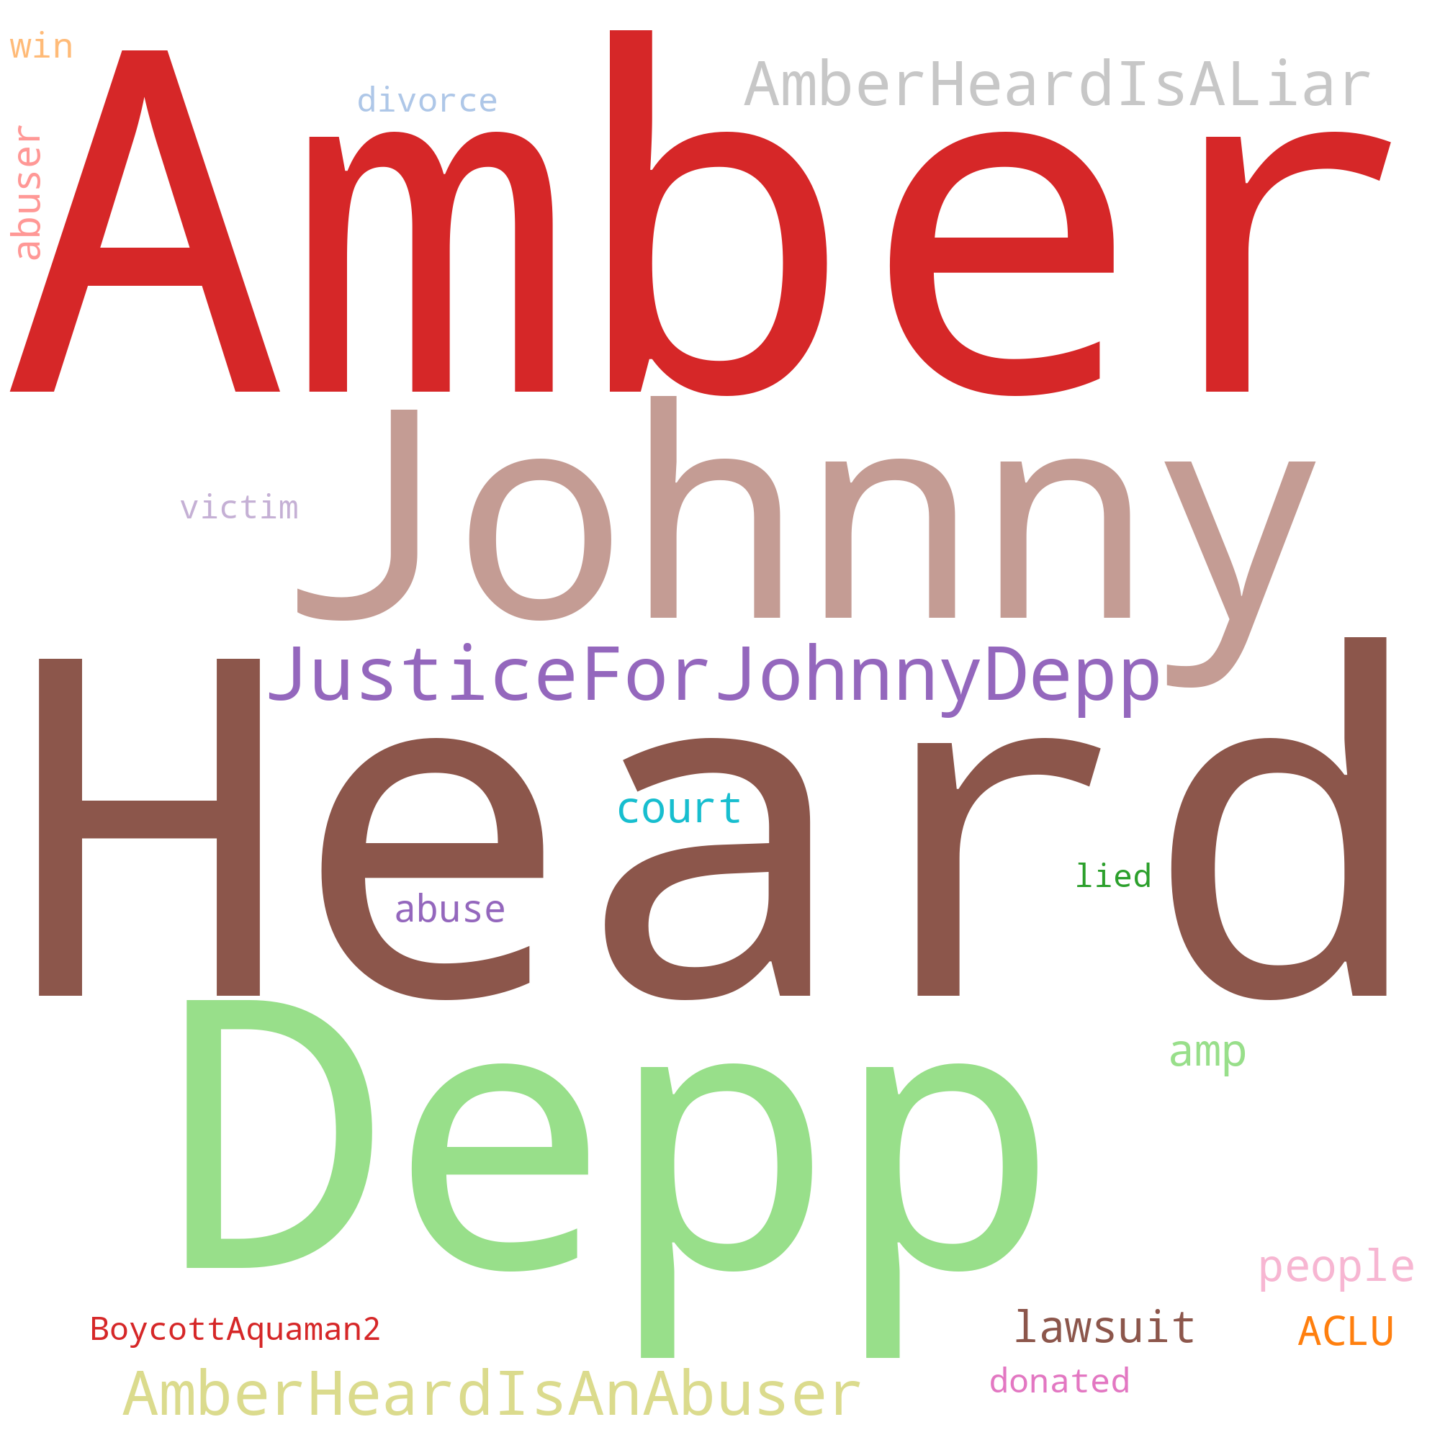 win
Amber
AmberHeardIsALiar
divorce
abuser
Johnny
victim
JusticeForJohnnyDepp
Heard
court
lied
abuse
Depp
amp
people
BoycottAquaman2
lawsuit
ACLU
AmberHeardIsAnAbuser
donated